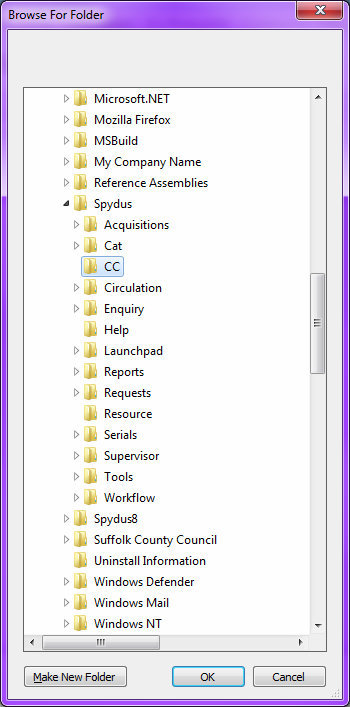 Browse For Folder
Microsoft.NET
Mozilla Firefox
MSBuild
My Company Name
Reference Assemblies
Spydus
Acquisitions
Cat
CC
Circulation
Enquiry
Help
Launchpad
Reports
Requests
Resource
Serials
Supervisor
Tools
Workflow
Spydus8
Suffolk County Council
Uninstall Information
Windows Defender
Windows Mail
Windows NT
Make New Folder OK Cancel